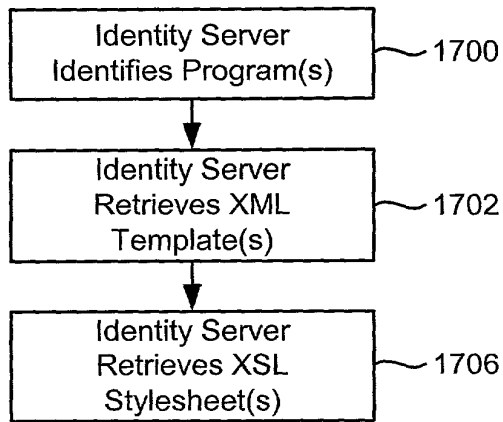 Identity Server
Identifies Program(s)
1700
Identity Server
Retrieves XML
Template(s)
1702
Identity Server
Retrieves XSL
Stylesheet(s)
1706